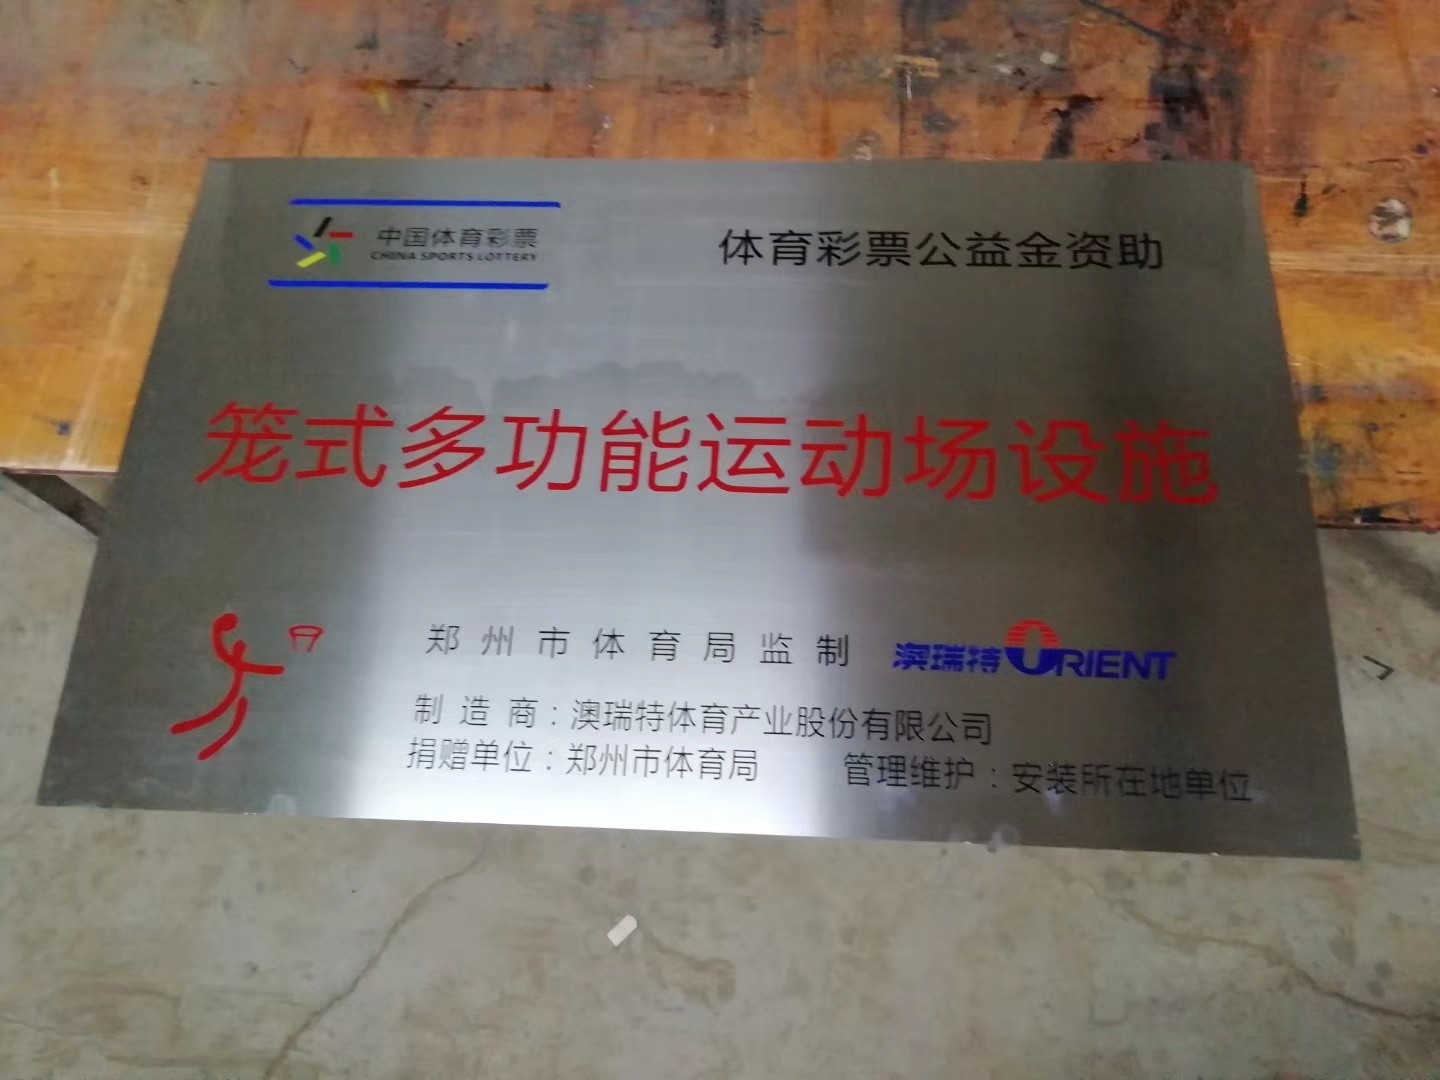 中国体育彩票
CHINA SPORTS LOTTERY
体育彩票公益金资助
笼式多功能运动场设施
郑州市体育局监制
澳瑞特ORIENT
制造商：澳瑞特体育产业股份有限公司
捐赠单位：郑州市体育局 管理维护：安装所在地单位